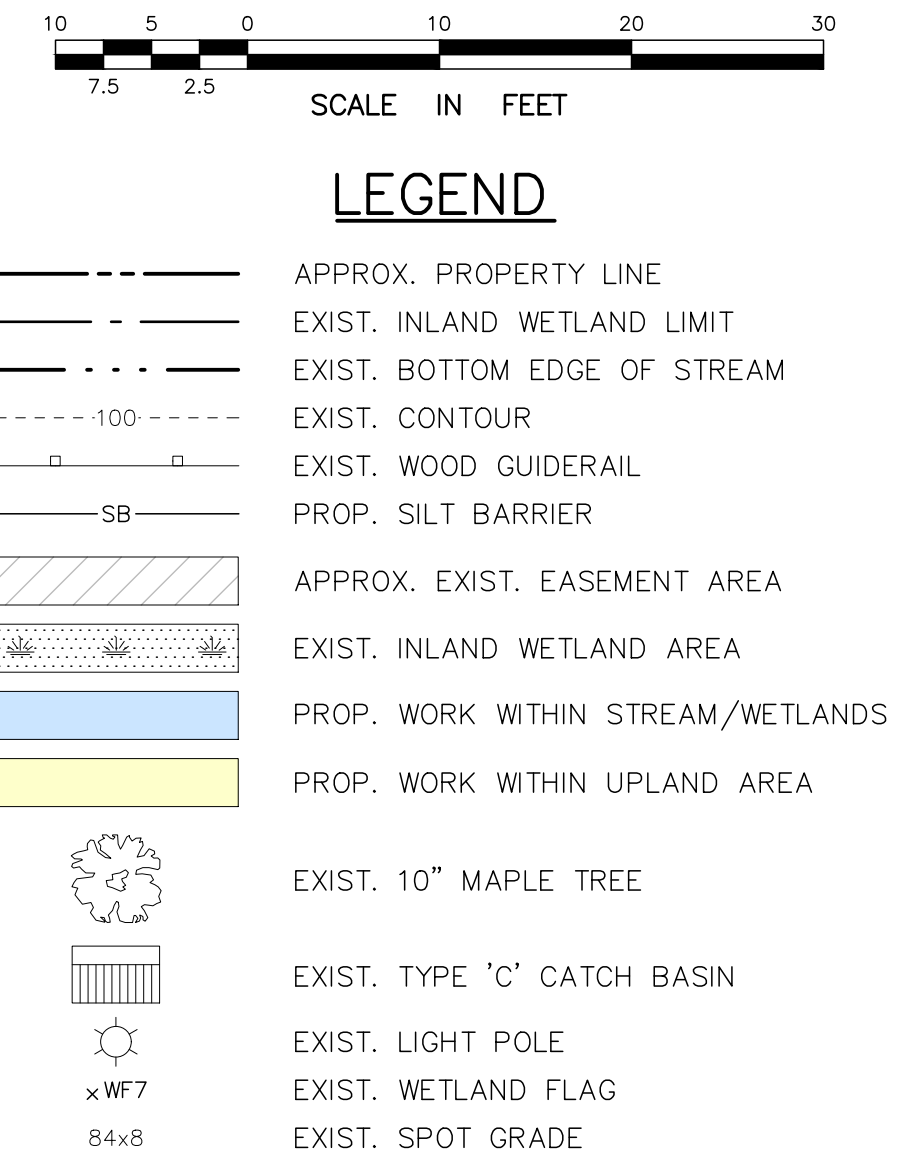 10 5 0 10 20 30
7.5 2.5
SCALE IN FEET
LEGEND
APPROX. PROPERTY LINE
EXIST. INLAND WETLAND LIMIT
EXIST. BOTTOM EDGE OF STREAM
100 EXIST. CONTOUR
EXIST. WOOD GUIDERAIL
SB PROP. SILT BARRIER
APPROX. EXIST. EASEMENT AREA
EXIST. INLAND WETLAND AREA
PROP. WORK WITHIN STREAM/WETLANDS
PROP. WORK WITHIN UPLAND AREA
EXIST. 10" MAPLE TREE
EXIST. TYPE 'C' CATCH BASIN
EXIST. LIGHT POLE
x WF7 EXIST. WETLAND FLAG
84x8 EXIST. SPOT GRADE